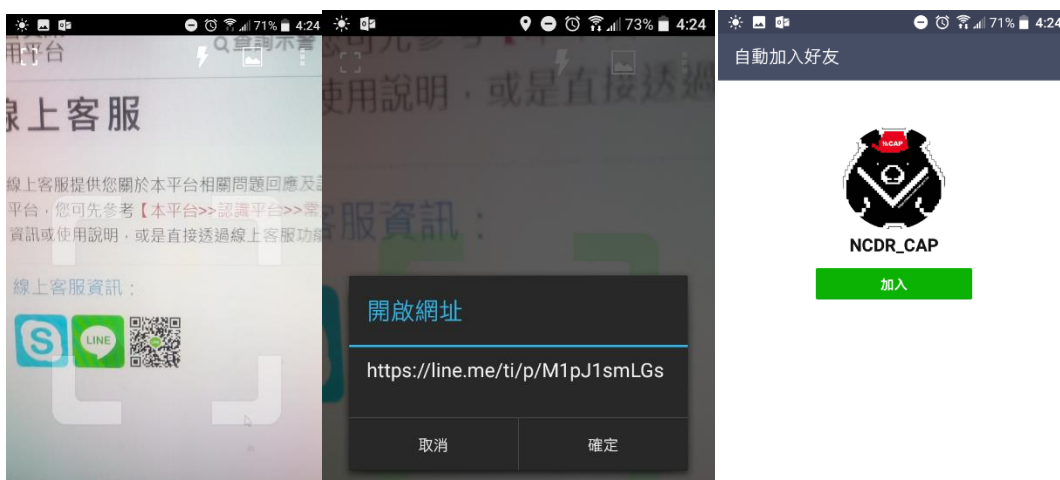 71% 4:24
用平台
查詢示警
線上客服
線上客服提供您關於本平台相關問題回應及
平台，您可先參考【本平台>>認識平台>>常
資訊或使用說明，或是直接透過線上客服功能
線上客服資訊：
S
LINE
73% 4:24
使用說明，或是直接透過
客服資訊：
開啟網址
https://line.me/ti/p/M1pJ1smLGs
取消
確定
71% 4:24
自動加入好友
NCAP
NCDR_CAP
加入